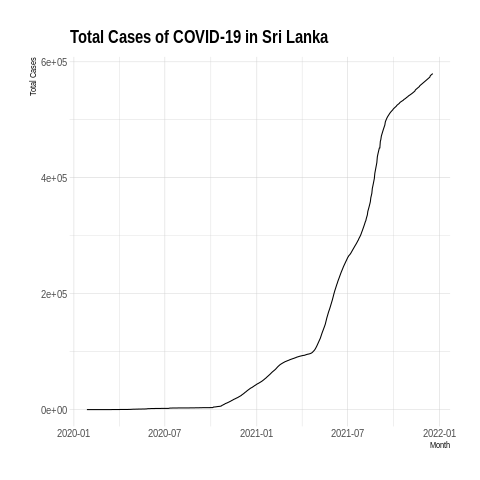 Total Cases of COVID-19 in Sri Lanka
Total Cases
6e+05
4e+05
2e+05
0e+00
2020-01 2020-07 2021-01 2021-07 2022-01
Month